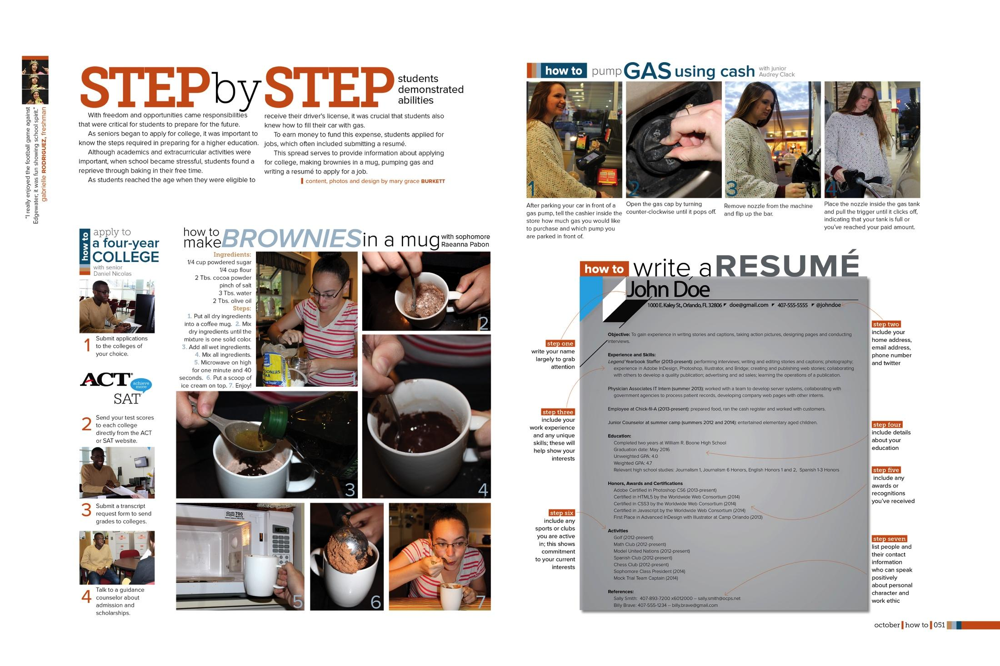 "I really enjoyed the football game against
Edgewater; it was fun showing school spirit."
gabrielle RODRIGUEZ, freshman
STEP by STEP
students
demonstrated
abilities
With freedom and opportunities came responsibilities
that were critical for students to prepare for the future.
As seniors began to apply for college, it was important to
know the steps required in preparing for a higher education.
Although academics and extracurricular activities were
important, when school became stressful, students found a
reprieve through baking in their free time.
As students reached the age when they were eligible to
receive their driver's license, it was crucial that students also
knew how to fill their car with gas.
To earn money to fund this expense, students applied for
jobs, which often included submitting a resumé.
This spread serves to provide information about applying
for college, making brownies in a mug, pumping gas and
writing a resumé to apply for a job.
content, photos and design by mary grace BURKETT
how to
apply to
a four-year
COLLEGE
with senior
Daniel Nicolas
1
Submit applications
to the colleges of
your choice.
ACT
achieve
more
SAT
2
Send your test scores
to each college
directly from the ACT
or SAT website.
3
Submit a transcript
request form to send
grades to colleges.
4
Talk to a guidance
counselor about
admission and
scholarships.
how to
make BROWNIES in a mug
with sophomore
Raeanna Pabon
Ingredients:
1/4 cup powdered sugar
1/4 cup flour
2 Tbs. cocoa powder
pinch of salt
3 Tbs. water
2 Tbs. olive oil
Steps:
1. Put all dry ingredients
into a coffee mug. 2. Mix
dry ingredients until the
mixture is one solid color.
3. Add all wet ingredients.
4. Mix all ingredients.
5. Microwave on high
for one minute and 40
seconds. 6. Put a scoop of
ice cream on top. 7. Enjoy!
1
2
3
4
700
WATTS
5
6
7
how to pump GAS using cash
with junior
Audrey Clack
1
2
3
4
After parking your car in front of a
gas pump, tell the cashier inside the
store how much gas you would like
to purchase and which pump you
are parked in front of.
Open the gas cap by turning
counter-clockwise until it pops off.
Remove nozzle from the machine
and flip up the bar.
Place the nozzle inside the gas tank
and pull the trigger until it clicks off,
indicating that your tank is full or
you've reached your paid amount.
how to write a RESUMÉ
John Doe
1000 E. Kaley St., Orlando, FL 32806 doe@gmail.com 407-555-5555 @johndoe
Objective: To gain experience in writing stories and captions, taking action pictures, designing pages and conducting
interviews.
Experience and Skills:
Legend Yearbook Staffer (2013-present): performing interviews; writing and editing stories and captions; photography;
experience in Adobe InDesign, Photoshop, Illustrator, and Bridge; creating and publishing web stories; collaborating
with others to develop a quality publication; advertising and ad sales; learning the operations of a publication.
Physician Associates IT Intern (summer 2013): worked with a team to develop server systems, collaborating with
government agencies to process patient records, developing company web pages with other interns.
Employee at Chick-fil-A (2013-present): prepared food, ran the cash register and worked with customers.
Junior Counselor at summer camp (summers 2012 and 2014): entertained elementary aged children.
Education:
Completed two years at William R. Boone High School
Graduation date: May 2016
Unweighted GPA: 4.0
Weighted GPA: 4.7
Relevant high school studies: Journalism 1, Journalism 6 Honors, English Honors 1 and 2, Spanish 1-3 Honors
Honors, Awards and Certifications
Adobe Certified in Photoshop CS6 (2013-present)
Certified in HTML5 by the Worldwide Web Consortium (2014)
Certified in CSS3 by the Worldwide Web Consortium (2014)
Certified in Javascript by the Worldwide Web Consortium (2014)
First Place in Advanced InDesign with Illustrator at Camp Orlando (2013)
Activities
Golf (2012-present)
Math Club (2012-present)
Model United Nations (2012-present)
Spanish Club (2012-present)
Chess Club (2012-present)
Sophomore Class President (2014)
Mock Trial Team Captain (2014)
References:
Sally Smith: 407-893-7200 x6012000 – sally.smith@ocps.net
Billy Brave: 407-555-1234 -- billy.brave@gmail.com
step one
write your name
largely to grab
attention
step two
include your
home address,
email address,
phone number
and twitter
step three
include your
work experience
and any unique
skills; these will
help show your
interests
step four
include details
about your
education
step five
include any
awards or
recognitions
you've received
step six
include any
sports or clubs
you are active
in; this shows
commitment
to your current
interests
step seven
list people and
their contact
information
who can speak
positively
about personal
character and
work ethic
october how to 051